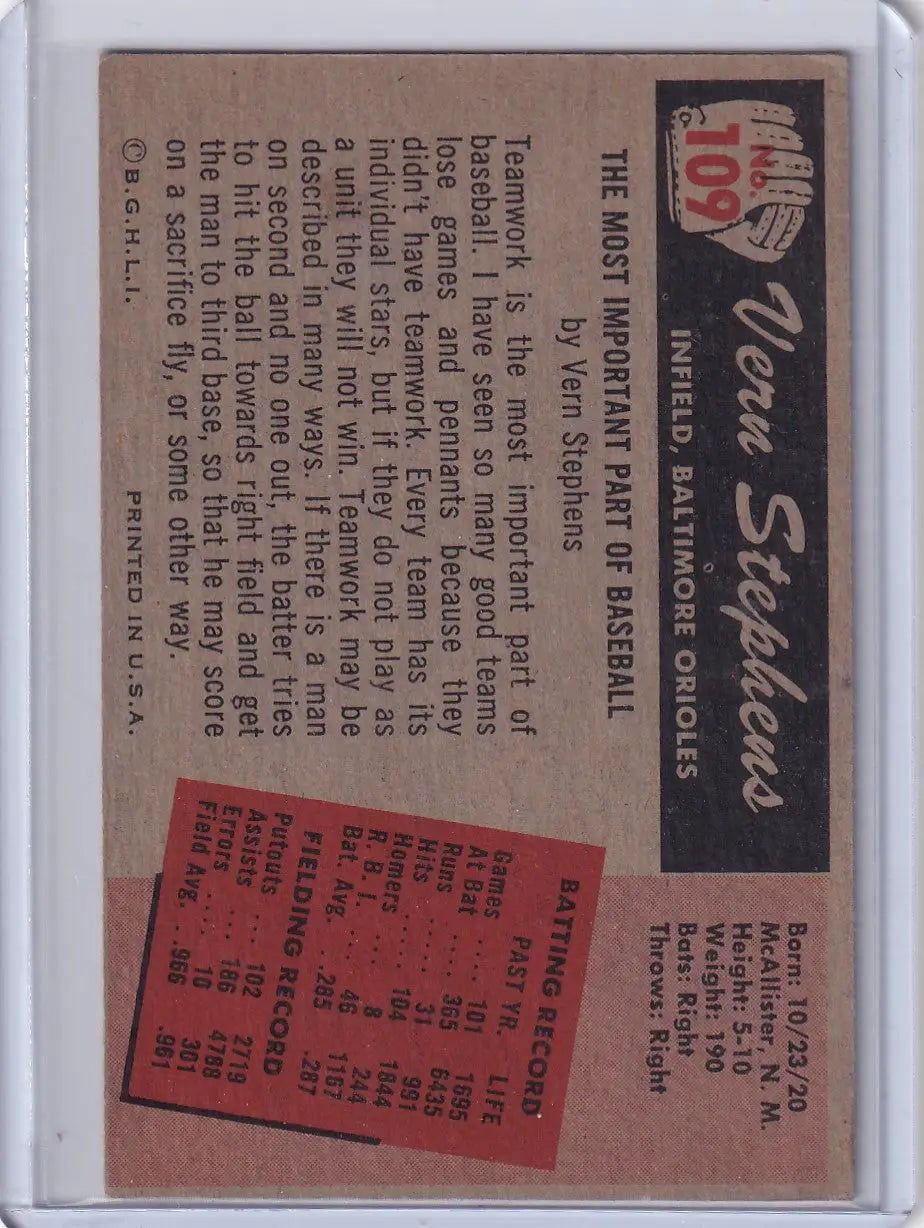 No.
109
Vern Stephens
INFIELD, BALTIMORE ORIOLES
Born: 10/23/20
McAllister, N. M.
Height: 5-10
Weight: 190
Bats: Right
Throws: Right
THE MOST IMPORTANT PART OF BASEBALL
by Vern Stephens
Teamwork is the most important part of
baseball. I have seen so many good teams
lose games and pennants because they
didn't have teamwork. Every team has its
individual stars, but if they do not play as
a unit they will not win. Teamwork may be
described in many ways. If there is a man
on second and no one out, the batter tries
to hit the ball towards right field and get
the man to third base, so that he may score
on a sacrifice fly, or some other way.
© B.G.H.L.I. PRINTED IN U.S.A.
BATTING RECORD
PAST YR. LIFE
Games .... 101 1695
At Bat .... 365 6435
Runs ..... 31 991
Hits ..... 104 1844
Homers .... 8 244
R. B. I. ... 46 1167
Bat. Avg. .. .285 .287
FIELDING RECORD
Putouts ... 102 2719
Assists ... 186 4788
Errors .... 10 301
Field Avg. . .966 .961